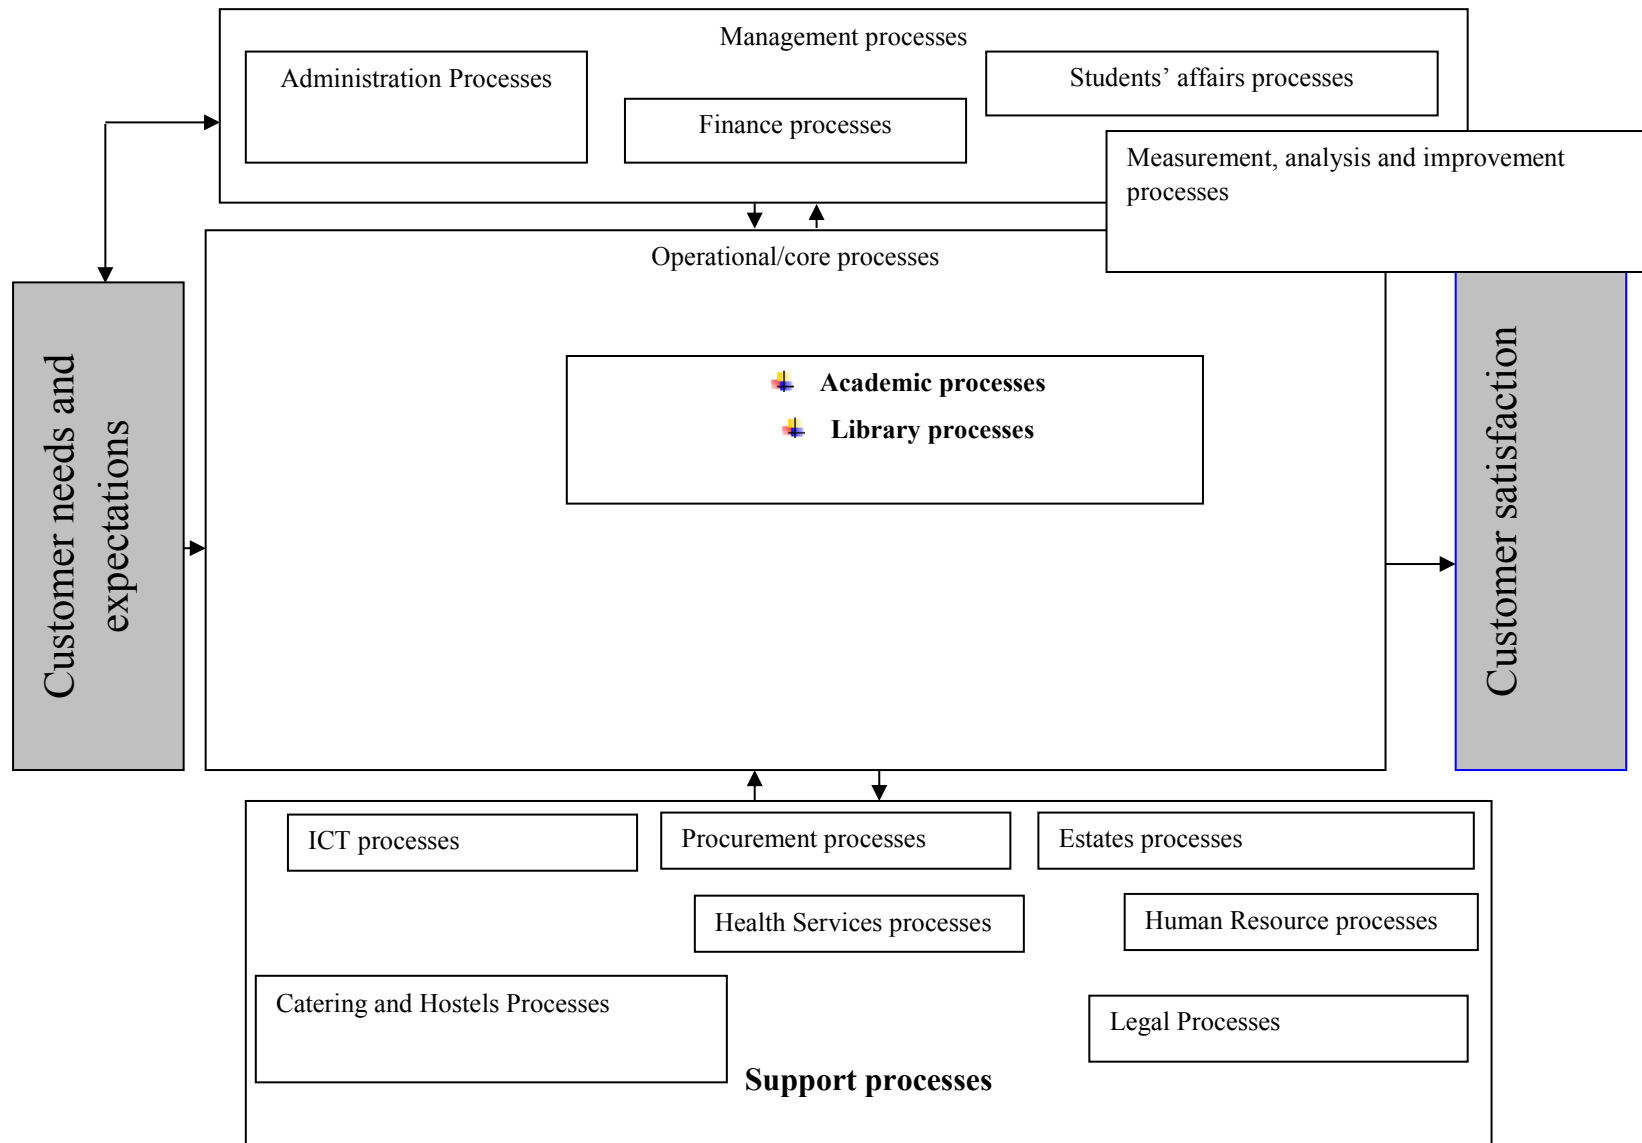 Management processes
Administration Processes
Students’ affairs processes
Finance processes
Measurement, analysis and improvement
processes
Operational/core processes
Customer needs and
expectations
Academic processes
Library processes
Customer satisfaction
ICT processes
Procurement processes
Estates processes
Health Services processes
Human Resource processes
Catering and Hostels Processes
Legal Processes
Support processes